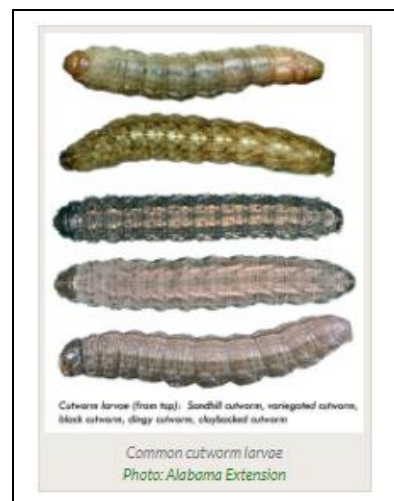 Cutworm larvae (from top): Sandhill cutworm, variegated cutworm,
black cutworm, dingy cutworm, claybacked cutworm
Common cutworm larvae
Photo: Alabama Extension